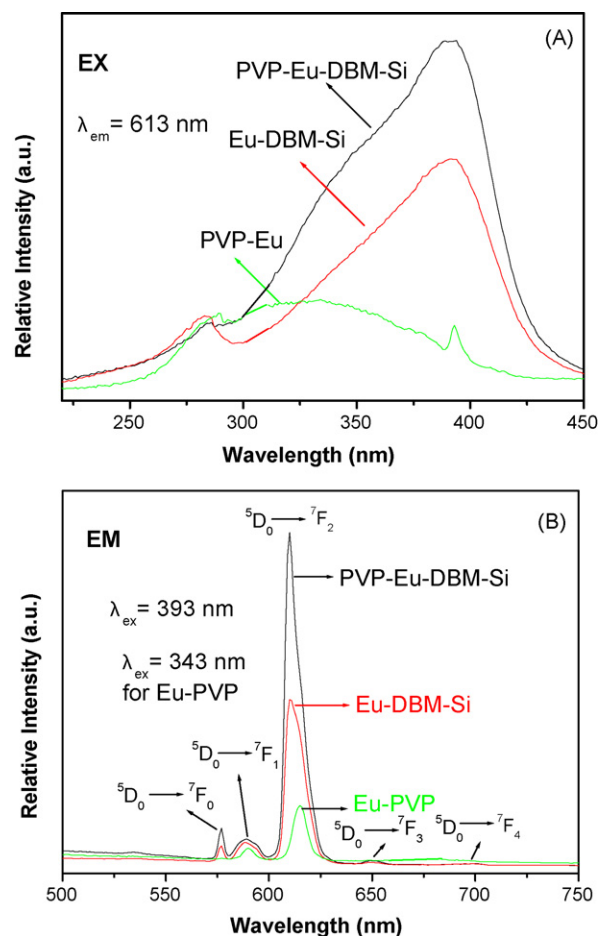 (A)
EX
PVP-Eu-DBM-Si
λem= 613 nm
Eu-DBM-Si
PVP-Eu
Relative Intensity (a.u.)
250 300 350 400 450
Wavelength (nm)
(B)
EM
⁵D₀ → ⁷F₂
PVP-Eu-DBM-Si
λex= 393 nm
λex= 343 nm
for Eu-PVP
Eu-DBM-Si
⁵D₀ → ⁷F₁
⁵D₀ → ⁷F₀
Eu-PVP
⁵D₀ → ⁷F₃
⁵D₀ → ⁷F₄
Relative Intensity (a.u.)
500 550 600 650 700 750
Wavelength (nm)